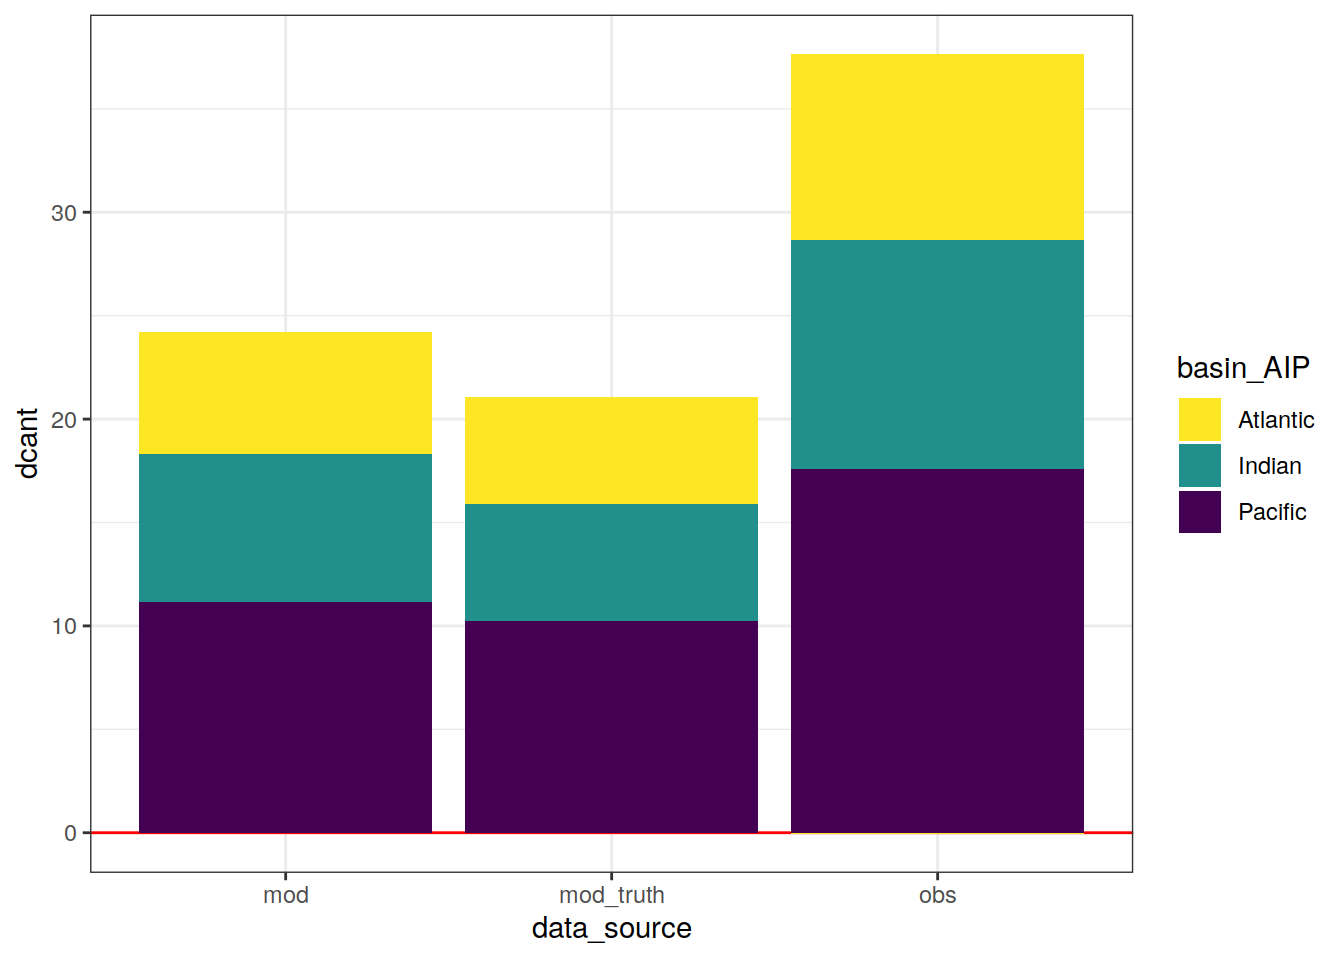 dcant
30
20
10
0
mod
mod_truth
obs
data_source
basin_AIP
Atlantic
Indian
Pacific